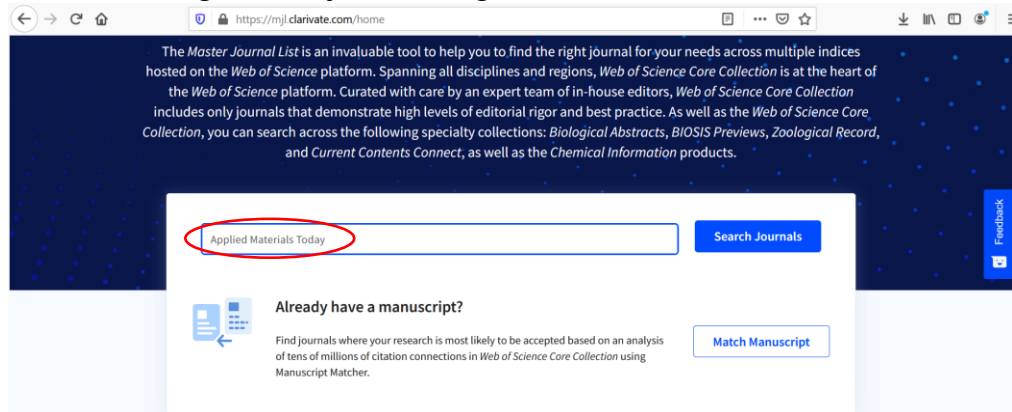 https://mjl.clarivate.com/home
The Master Journal List is an invaluable tool to help you to find the right journal for your needs across multiple indices
hosted on the Web of Science platform. Spanning all disciplines and regions, Web of Science Core Collection is at the heart of
the Web of Science platform. Curated with care by an expert team of in-house editors, Web of Science Core Collection
includes only journals that demonstrate high levels of editorial rigor and best practice. As well as the Web of Science Core
Collection, you can search across the following specialty collections: Biological Abstracts, BIOSIS Previews, Zoological Record,
and Current Contents Connect, as well as the Chemical Information products.
Feedback
Applied Materials Today
Search Journals
Already have a manuscript?
Find journals where your research is most likely to be accepted based on an analysis
of tens of millions of citation connections in Web of Science Core Collection using
Manuscript Matcher.
Match Manuscript